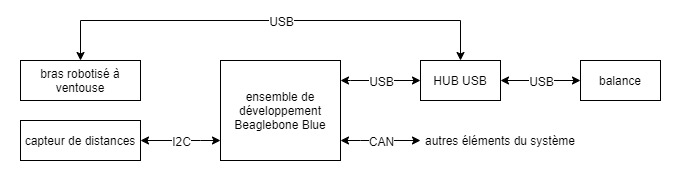 USB
bras robotisé à
ventouse
ensemble de
développement
Beaglebone Blue
USB
HUB USB
USB
balance
capteur de distances
I2C
CAN
autres éléments du système